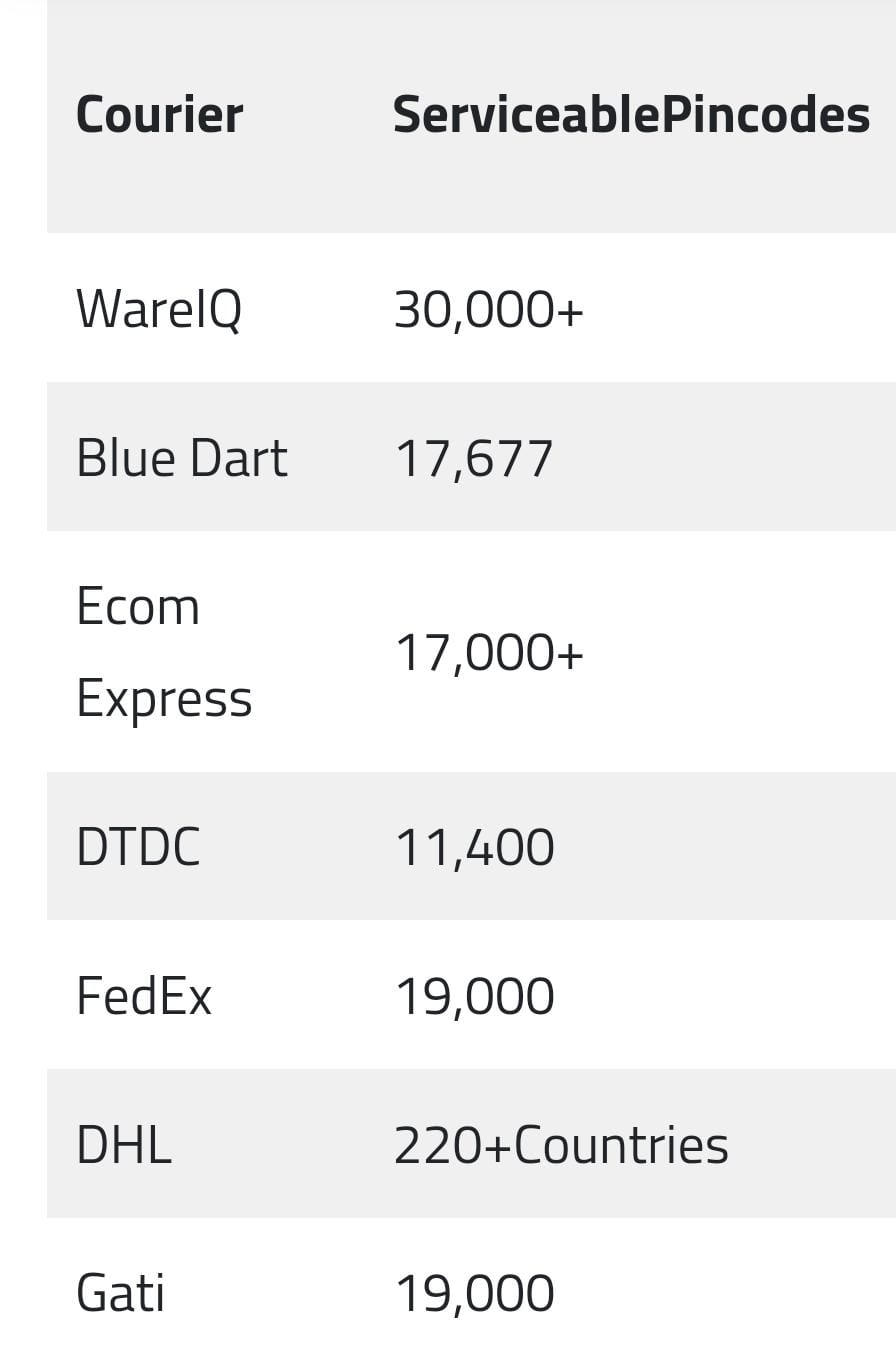 Courier ServiceablePincodes
WareIQ 30,000+
Blue Dart 17,677
Ecom
Express 17,000+
DTDC 11,400
FedEx 19,000
DHL 220+Countries
Gati 19,000